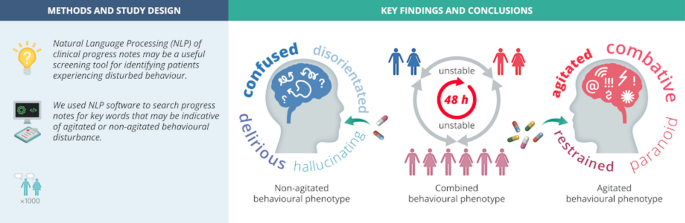 METHODS AND STUDY DESIGN
Natural Language Processing (NLP) of
clinical progress notes may be a useful
screening tool for identifying patients
experiencing disturbed behaviour.
We used NLP software to search progress
notes for key words that may be indicative
of agitated or non-agitated behavioural
disturbance.
×1000
KEY FINDINGS AND CONCLUSIONS
confused
disorientated
delirious
hallucinating
Non-agitated
behavioural phenotype
unstable
48 h
unstable
Combined
behavioural phenotype
agitated
combative
restrained
paranoid
Agitated
behavioural phenotype